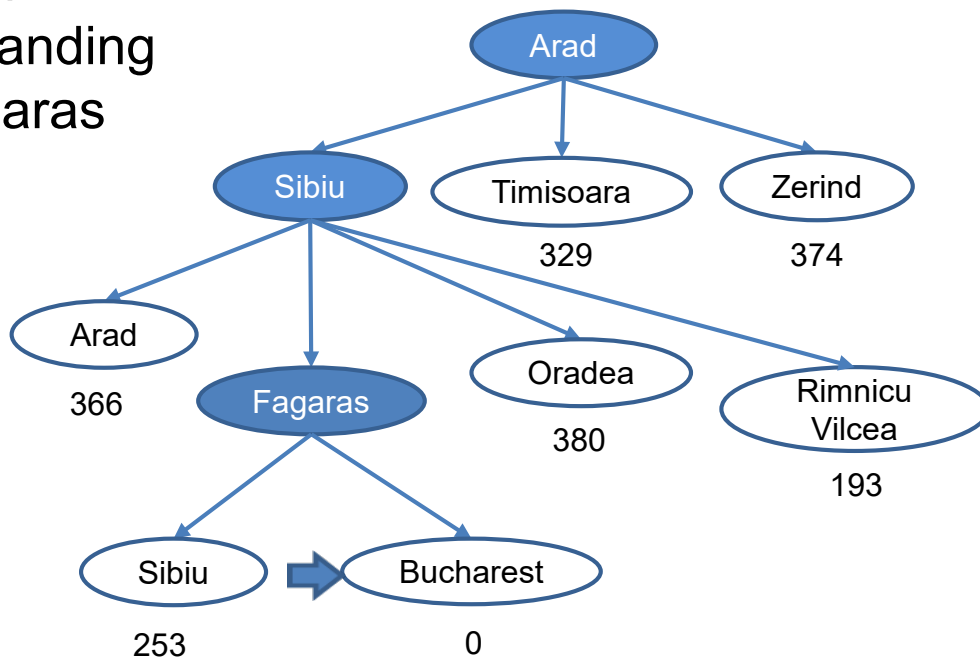 anding
aras
Arad
Sibiu
Timisoara
Zerind
329
374
Arad
Fagaras
Oradea
Rimnicu
Vilcea
366
380
193
Sibiu
Bucharest
253
0